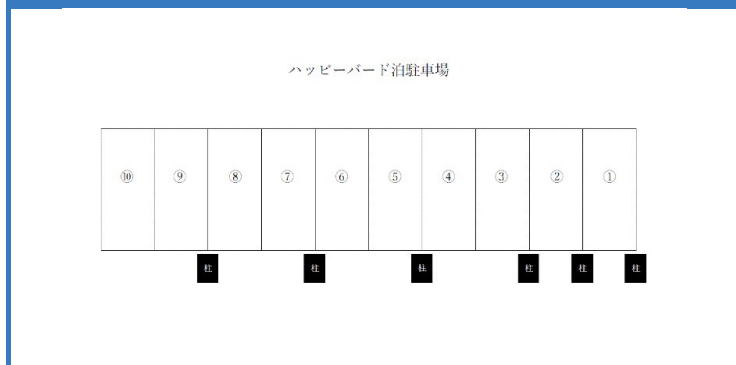 ハッピーバード泊駐車場
⑩ ⑨ ⑧ ⑦ ⑥ ⑤ ④ ③ ② ①
柱 柱 柱 柱 柱 柱